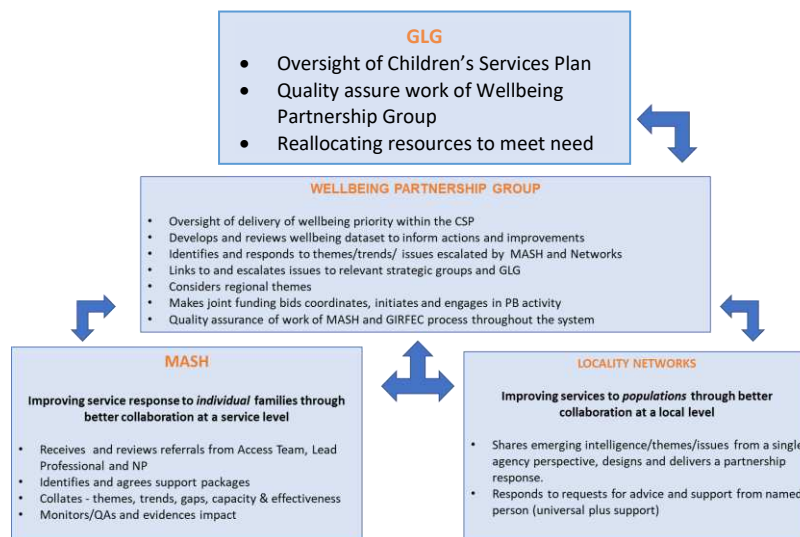 GLG
• Oversight of Children's Services Plan
• Quality assure work of Wellbeing
Partnership Group
• Reallocating resources to meet need
WELLBEING PARTNERSHIP GROUP
• Oversight of delivery of wellbeing priority within the CSP
• Develops and reviews wellbeing dataset to inform actions and improvements
• Identifies and responds to themes/trends/ issues escalated by MASH and Networks
• Links to and escalates issues to relevant strategic groups and GLG
• Considers regional themes
• Makes joint funding bids coordinates, initiates and engages in PB activity
• Quality assurance of work of MASH and GIRFEC process throughout the system
MASH
Improving service response to individual families through
better collaboration at a service level
• Receives and reviews referrals from Access Team, Lead
Professional and NP
• Identifies and agrees support packages
• Collates - themes, trends, gaps, capacity & effectiveness
• Monitors/QAs and evidences impact
LOCALITY NETWORKS
Improving services to populations through better
collaboration at a local level
• Shares emerging intelligence/themes/issues from a single
agency perspective, designs and delivers a partnership
response.
• Responds to requests for advice and support from named
person (universal plus support)